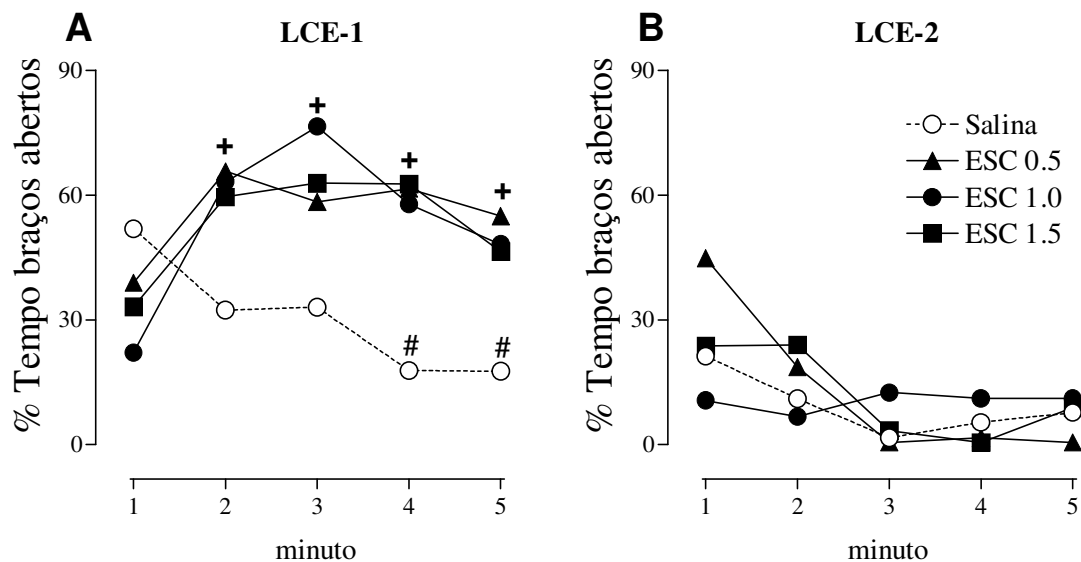 A
LCE-1
% Tempo braços abertos
90
60
30
0
+
+
+
+
#
#
1
2
3
4
5
minuto
B
LCE-2
% Tempo braços abertos
90
60
30
0
Salina
ESC 0.5
ESC 1.0
ESC 1.5
1
2
3
4
5
minuto